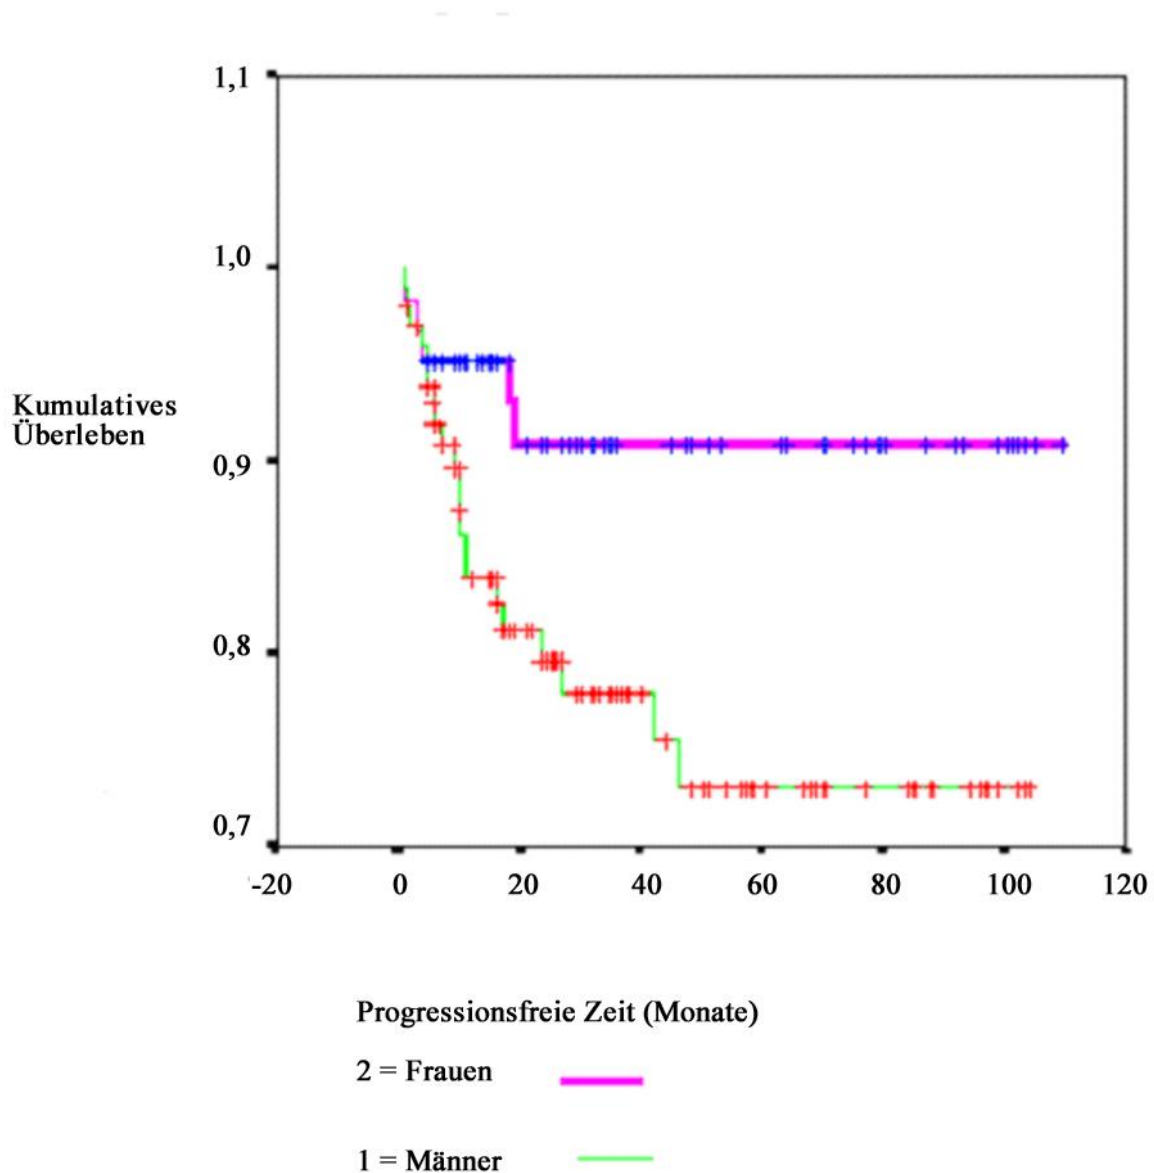 1,1
1,0
Kumulatives
Überleben
0,9
0,8
0,7
-20 0 20 40 60 80 100 120
Progressionsfreie Zeit (Monate)
2 = Frauen
1 = Männer